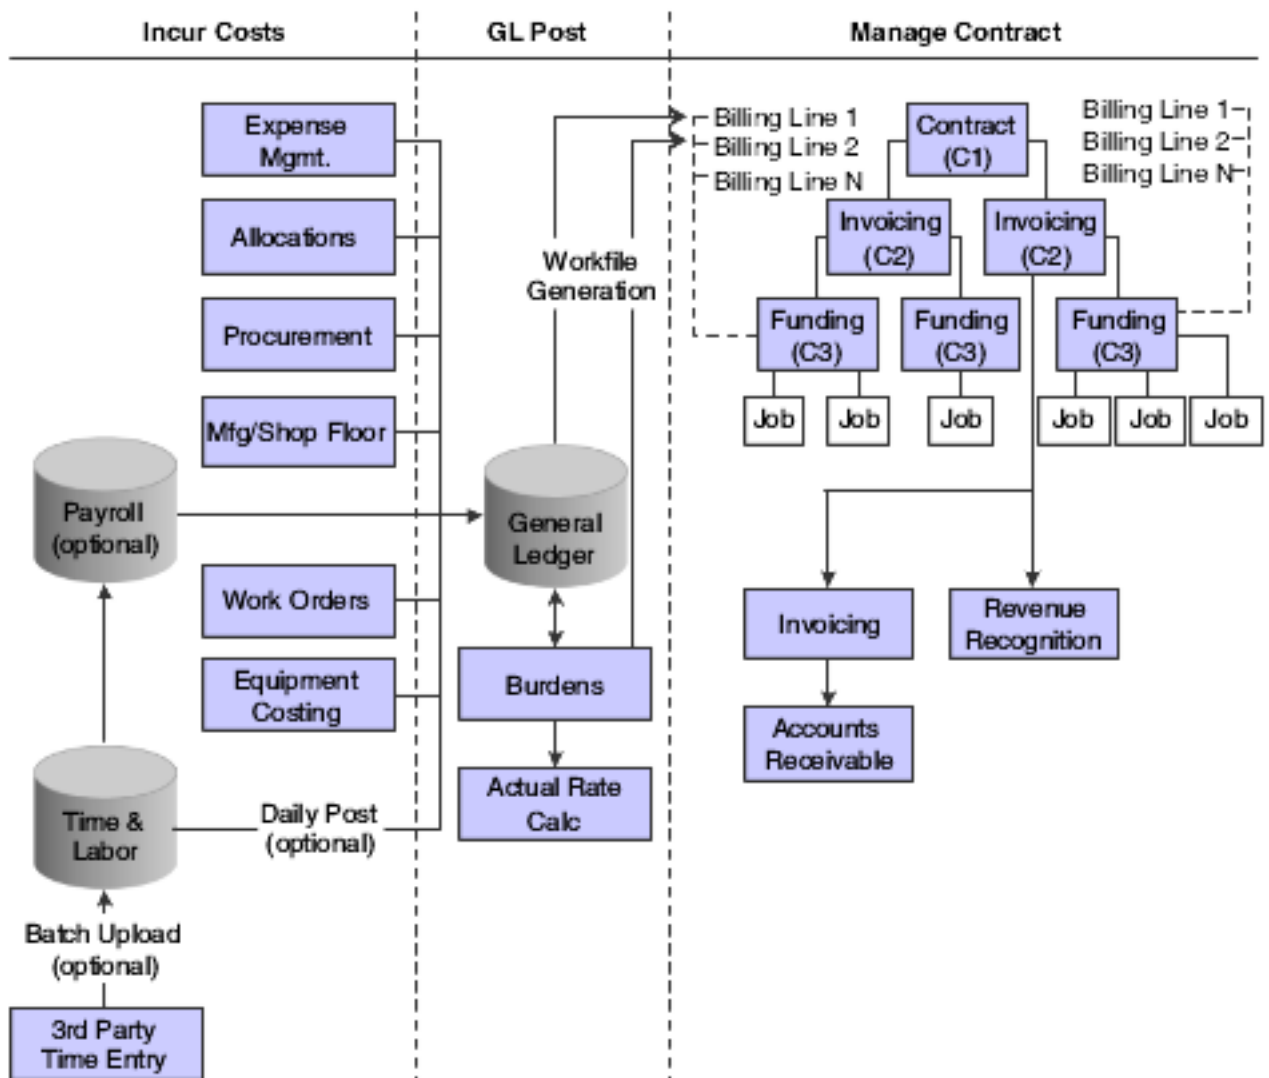 Incur Costs
GL Post
Manage Contract
Expense
Mgmt.
Allocations
Procurement
Mfg/Shop Floor
Payroll
(optional)
Work Orders
Equipment
Costing
Time &
Labor
Daily Post
(optional)
Batch Upload
(optional)
3rd Party
Time Entry
Workfile
Generation
General
Ledger
Burdens
Actual Rate
Calc
Billing Line 1
Billing Line 2
Billing Line N
Contract
(C1)
Billing Line 1
Billing Line 2
Billing Line N
Invoicing
(C2)
Invoicing
(C2)
Funding
(C3)
Funding
(C3)
Funding
(C3)
Job
Job
Job
Job
Job
Job
Invoicing
Revenue
Recognition
Accounts
Receivable